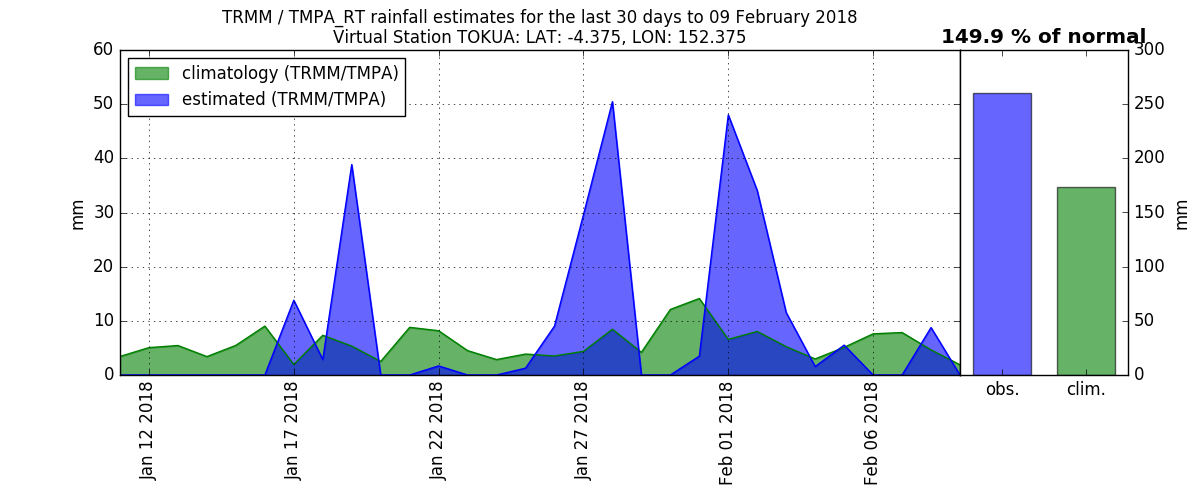 TRMM / TMPA_RT rainfall estimates for the last 30 days to 09 February 2018
Virtual Station TOKUA: LAT: -4.375, LON: 152.375
149.9 % of normal
climatology (TRMM/TMPA)
estimated (TRMM/TMPA)
60
50
40
30
20
10
0
mm
Jan 12 2018
Jan 17 2018
Jan 22 2018
Jan 27 2018
Feb 01 2018
Feb 06 2018
obs.
clim.
300
250
200
150
100
50
0
mm